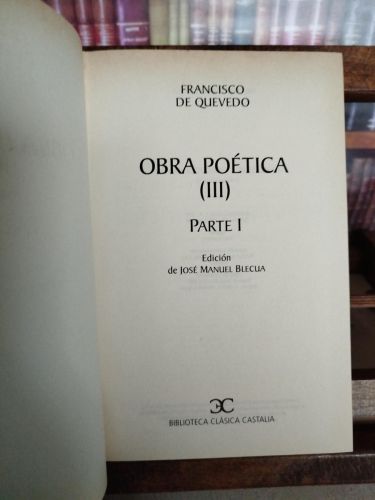 FRANCISCO
DE QUEVEDO
OBRA POÉTICA
(III)
PARTE I
Edición
de JOSÉ MANUEL BLECUA
BIBLIOTECA CLÁSICA CASTALIA